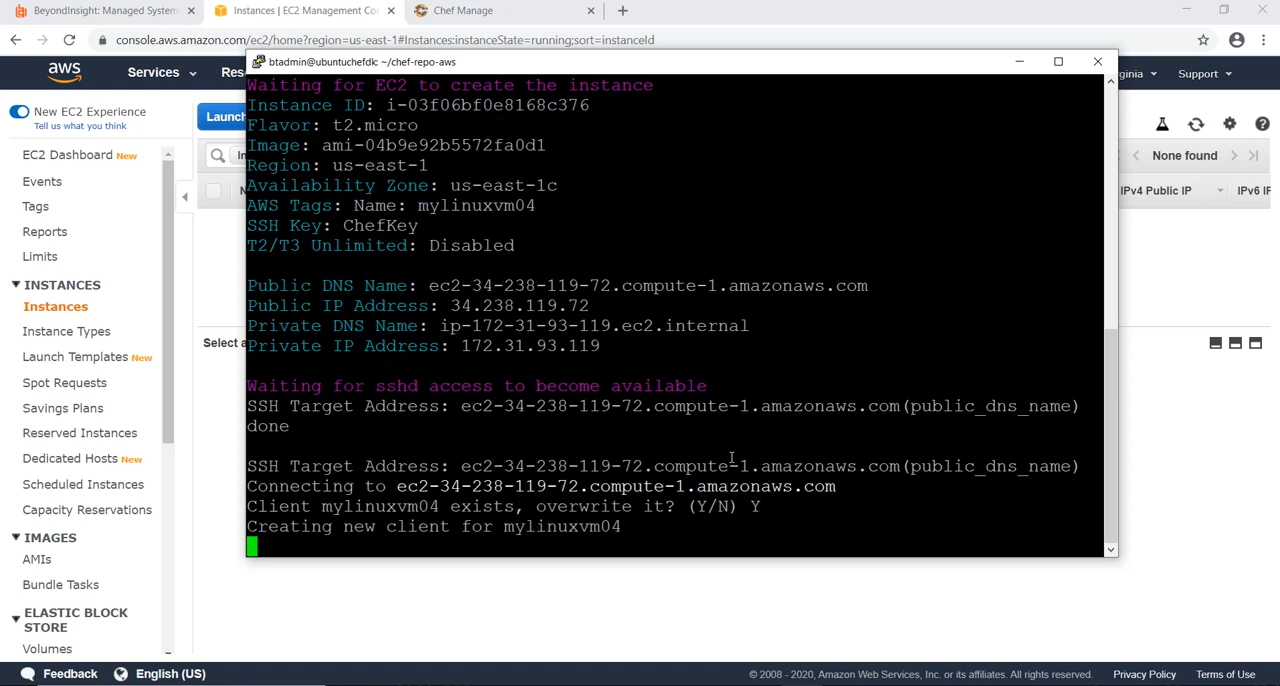 BeyondInsight: Managed System
Instances | EC2 Management Co
Chef Manage
console.aws.amazon.com/ec2/home?region=us-east-1#Instances:instanceState=running;sort=instanceId
aws
Services
Res
btadmin@ubuntuchefdk: ~/chef-repo-aws
ginia
Support
New EC2 Experience
Tell us what you think
Launch
EC2 Dashboard New
Events
Tags
Reports
Limits
INSTANCES
Instances
Instance Types
Launch Templates New
Spot Requests
Savings Plans
Reserved Instances
Dedicated Hosts New
Scheduled Instances
Capacity Reservations
IMAGES
AMIs
Bundle Tasks
ELASTIC BLOCK
STORE
Volumes
Select a
Waiting for EC2 to create the instance
Instance ID: i-03f06bf0e8168c376
Flavor: t2.micro
Image: ami-04b9e92b5572fa0d1
Region: us-east-1
Availability Zone: us-east-1c
AWS Tags: Name: mylinuxvm04
SSH Key: ChefKey
T2/T3 Unlimited: Disabled
Public DNS Name: ec2-34-238-119-72.compute-1.amazonaws.com
Public IP Address: 34.238.119.72
Private DNS Name: ip-172-31-93-119.ec2.internal
Private IP Address: 172.31.93.119
Waiting for sshd access to become available
SSH Target Address: ec2-34-238-119-72.compute-1.amazonaws.com(public_dns_name)
done
SSH Target Address: ec2-34-238-119-72.compute-1.amazonaws.com(public_dns_name)
Connecting to ec2-34-238-119-72.compute-1.amazonaws.com
Client mylinuxvm04 exists, overwrite it? (Y/N) Y
Creating new client for mylinuxvm04
None found
IPv4 Public IP
IPv6 IP
Feedback
English (US)
© 2008 - 2020, Amazon Web Services, Inc. or its affiliates. All rights reserved.
Privacy Policy
Terms of Use